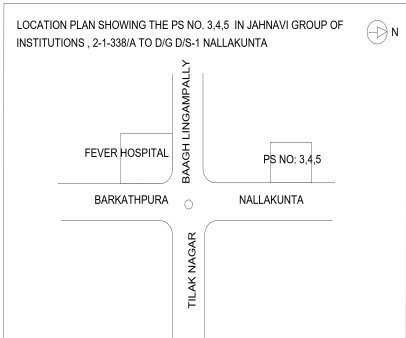 LOCATION PLAN SHOWING THE PS NO. 3,4,5 IN JAHNAVI GROUP OF
INSTITUTIONS , 2-1-338/A TO D/G D/S-1 NALLAKUNTA
N
BAAGH LINGAMPALLY
FEVER HOSPITAL
PS NO: 3,4,5
BARKATHPURA
NALLAKUNTA
TILAK NAGAR